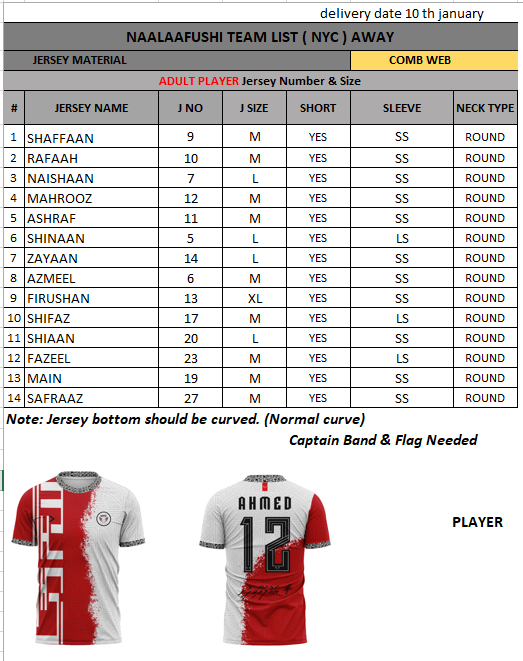 delivery date 10 th january
NAALAAFUSHI TEAM LIST ( NYC ) AWAY
JERSEY MATERIAL COMB WEB
ADULT PLAYER Jersey Number & Size
# JERSEY NAME J NO J SIZE SHORT SLEEVE NECK TYPE
1 SHAFFAAN 9 M YES SS ROUND
2 RAFAAH 10 M YES SS ROUND
3 NAISHAAN 7 L YES SS ROUND
4 MAHROOZ 12 M YES SS ROUND
5 ASHRAF 11 M YES SS ROUND
6 SHINAAN 5 L YES LS ROUND
7 ZAYAAN 14 L YES SS ROUND
8 AZMEEL 6 M YES SS ROUND
9 FIRUSHAN 13 XL YES SS ROUND
10 SHIFAZ 17 M YES LS ROUND
11 SHIAAN 20 L YES SS ROUND
12 FAZEEL 23 M YES LS ROUND
13 MAIN 19 M YES SS ROUND
14 SAFRAAZ 27 M YES SS ROUND
Note: Jersey bottom should be curved. (Normal curve)
Captain Band & Flag Needed
AHMED
12
PLAYER